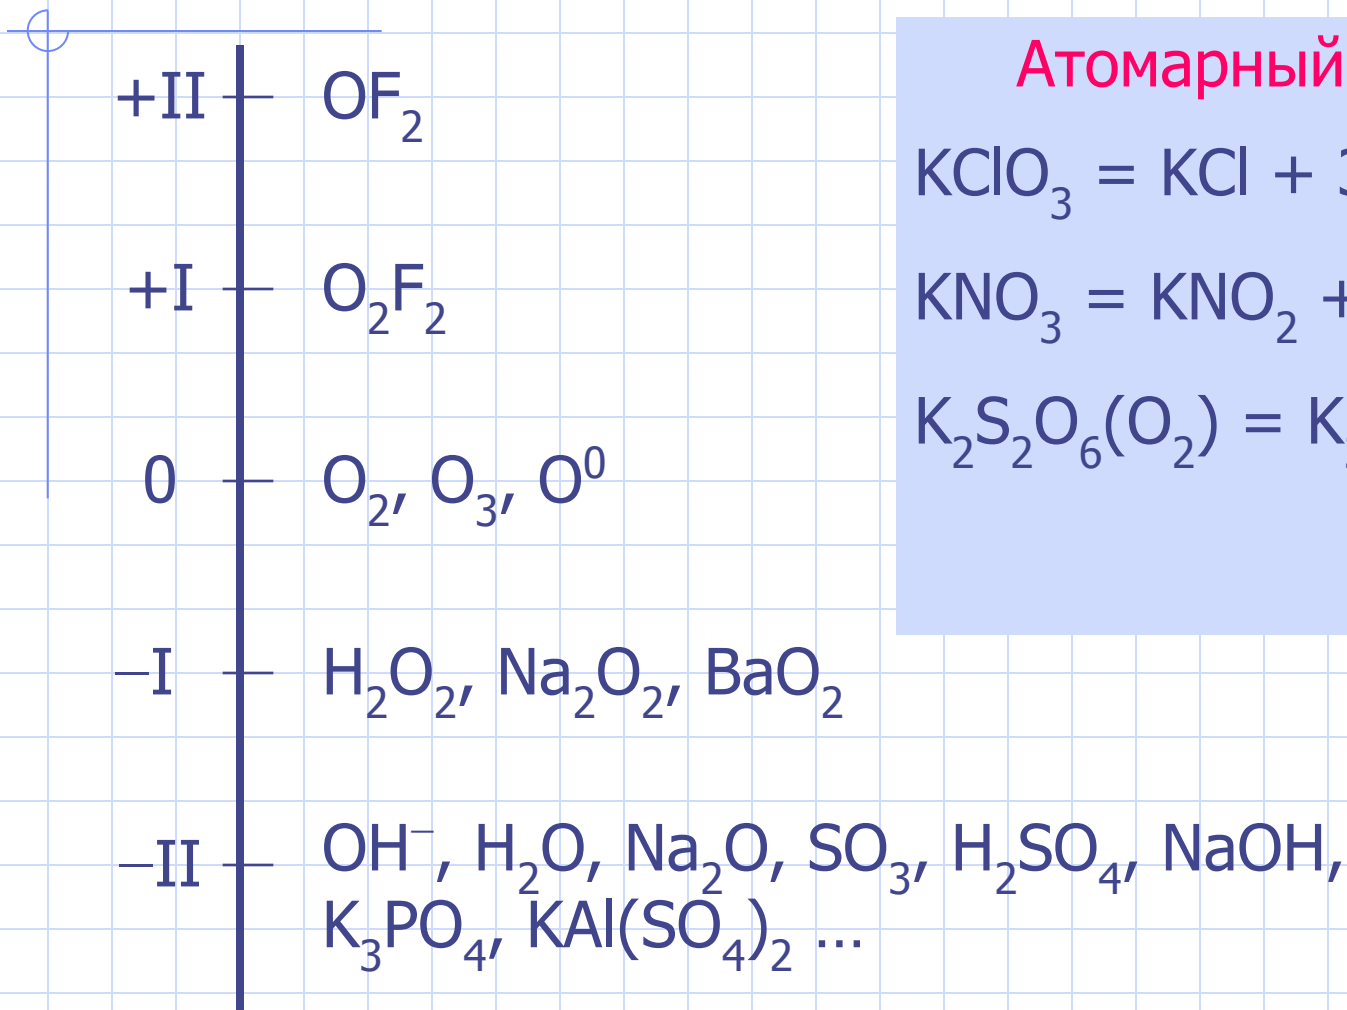 +II OF₂
+I O₂F₂
0 O₂, O₃, O⁰
–I H₂O₂, Na₂O₂, BaO₂
–II OH⁻, H₂O, Na₂O, SO₃, H₂SO₄, NaOH,
K₃PO₄, KAl(SO₄)₂ ...
Атомарный
KClO₃ = KCl +
KNO₃ = KNO₂ +
K₂S₂O₆(O₂) = K